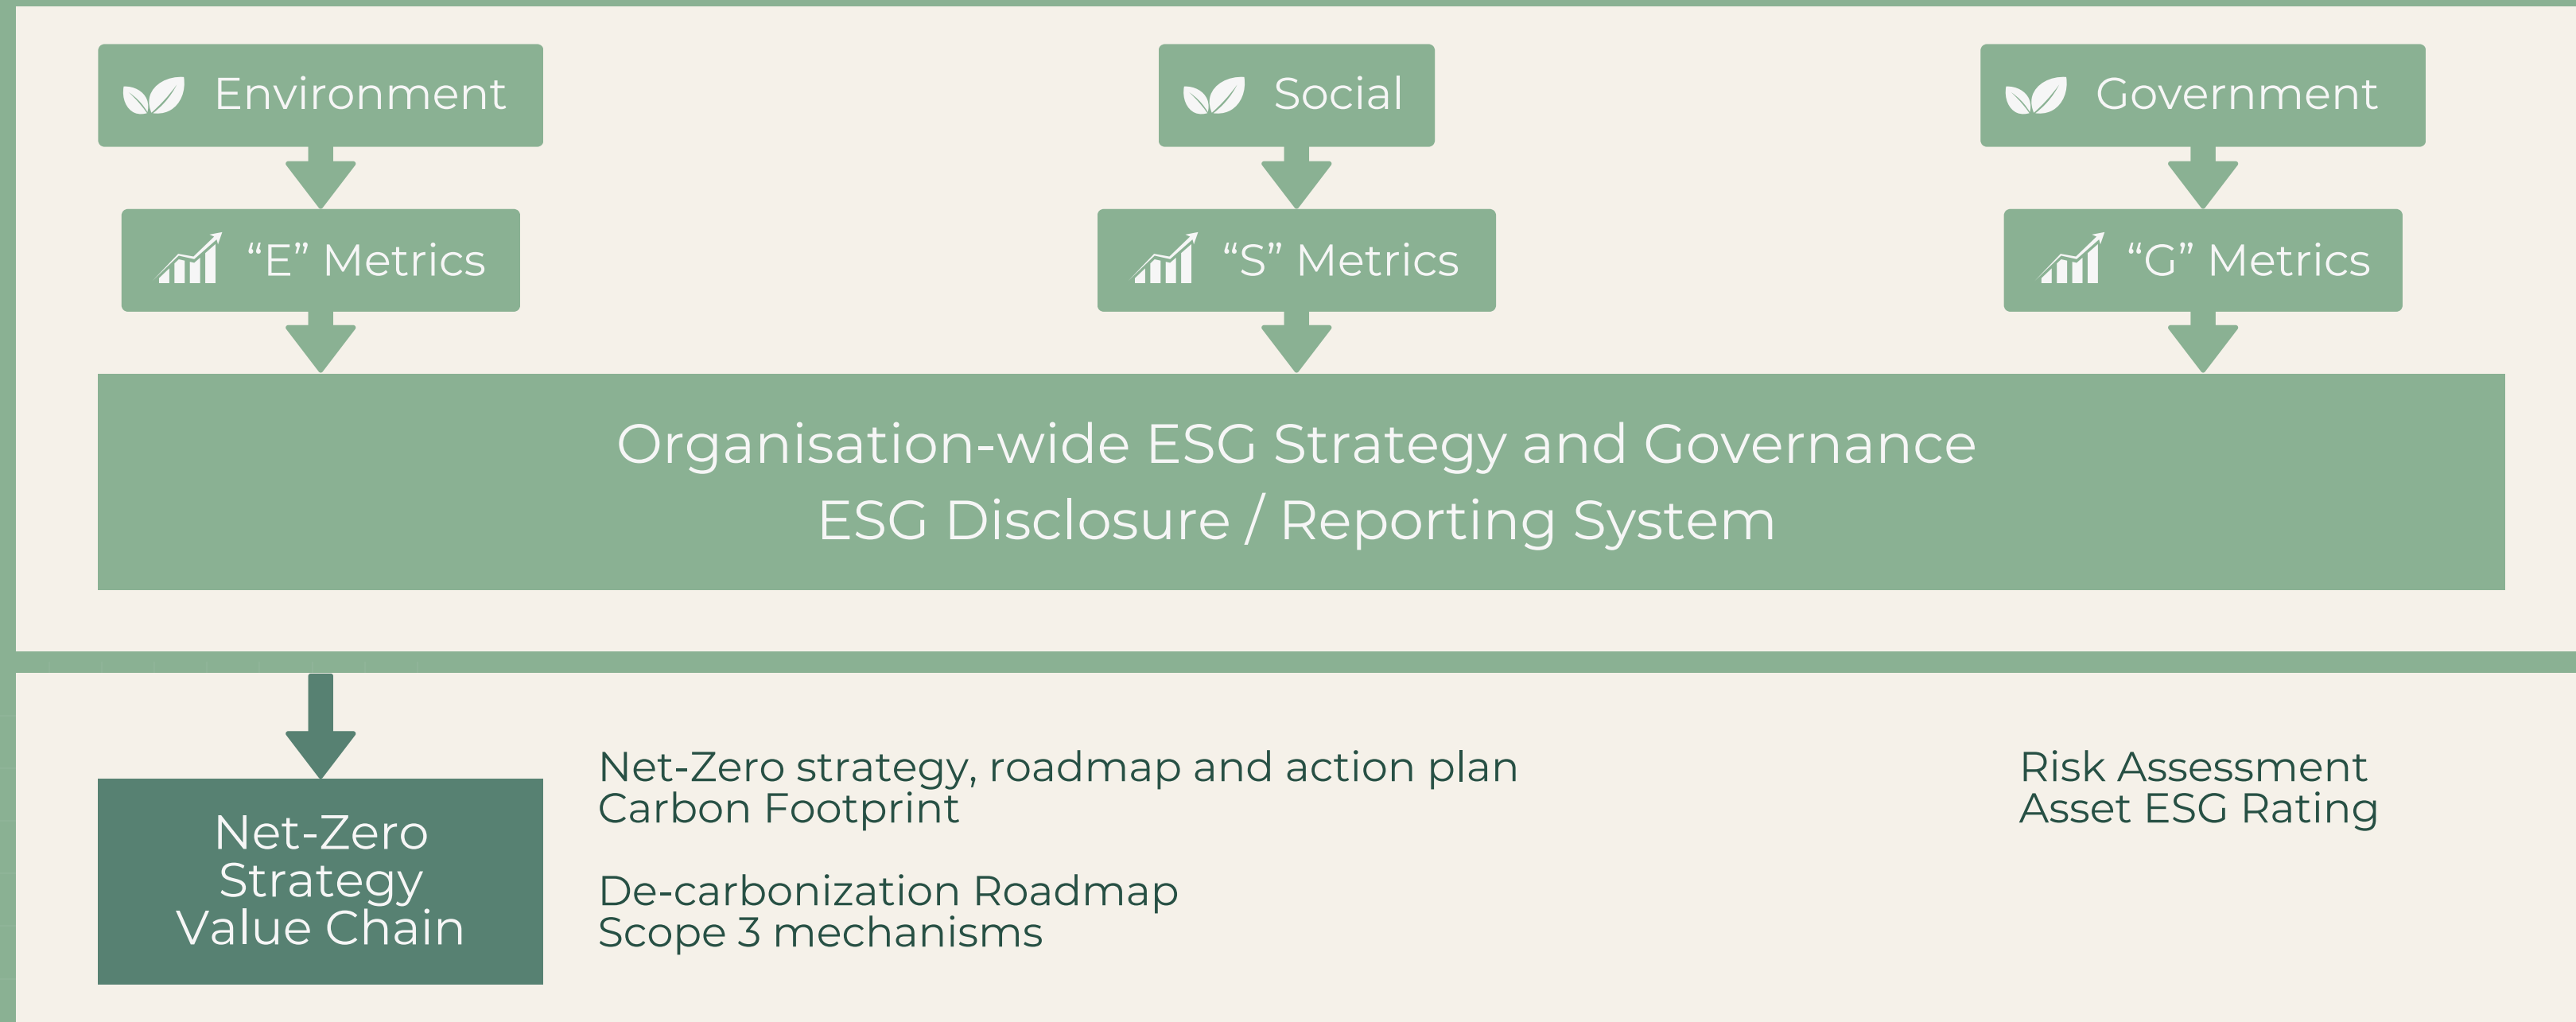 Environment
Social
Government
“E” Metrics
“S” Metrics
“G” Metrics
Organisation-wide ESG Strategy and Governance
ESG Disclosure / Reporting System
Net-Zero
Strategy
Value Chain
Net-Zero strategy, roadmap and action plan
Carbon Footprint
De-carbonization Roadmap
Scope 3 mechanisms
Risk Assessment
Asset ESG Rating